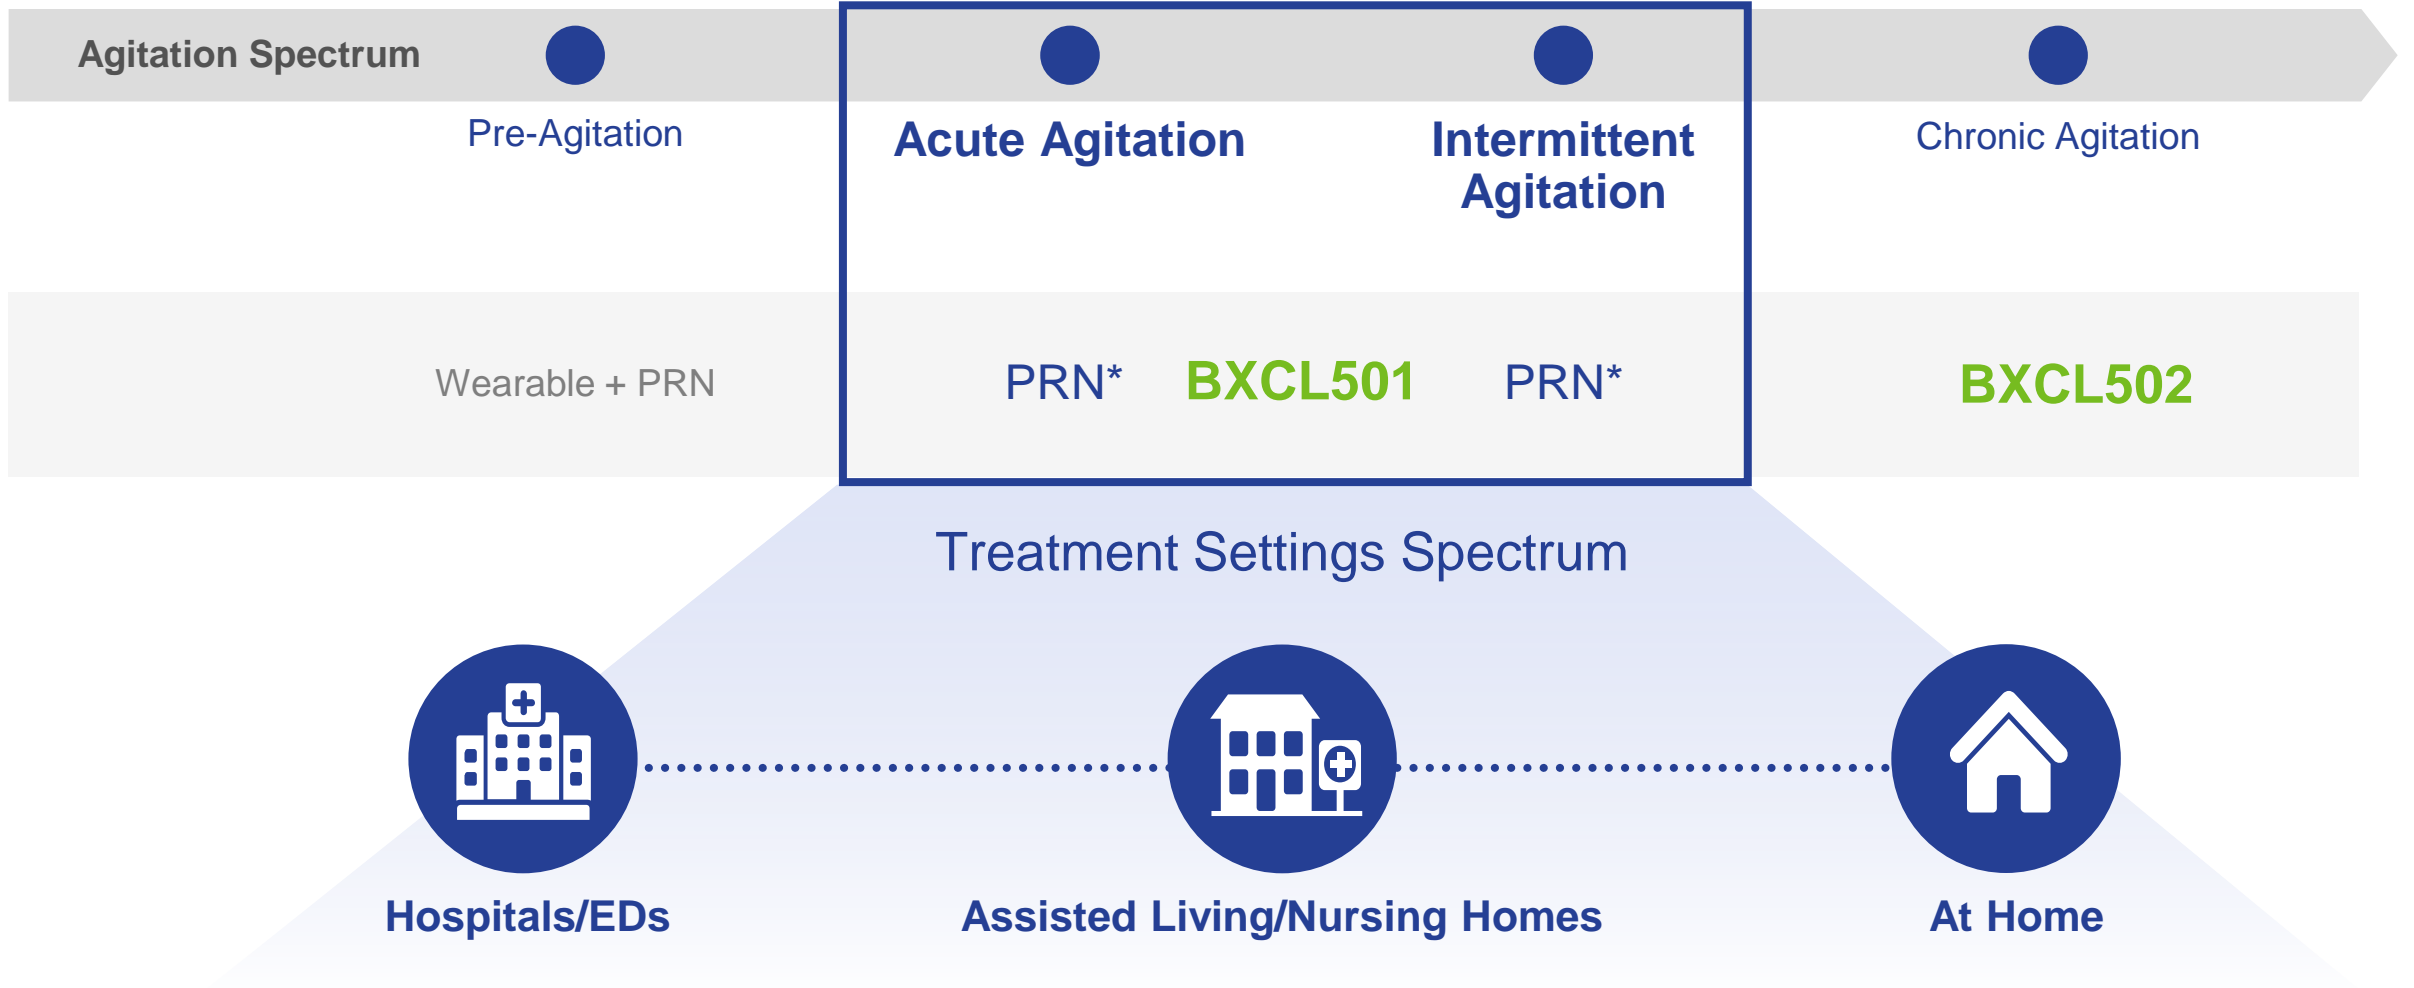 Agitation Spectrum
Pre-Agitation
Acute Agitation
Intermittent
Agitation
Chronic Agitation
Wearable + PRN
PRN*
BXCL501
PRN*
BXCL502
Treatment Settings Spectrum
Hospitals/EDs
Assisted Living/Nursing Homes
At Home